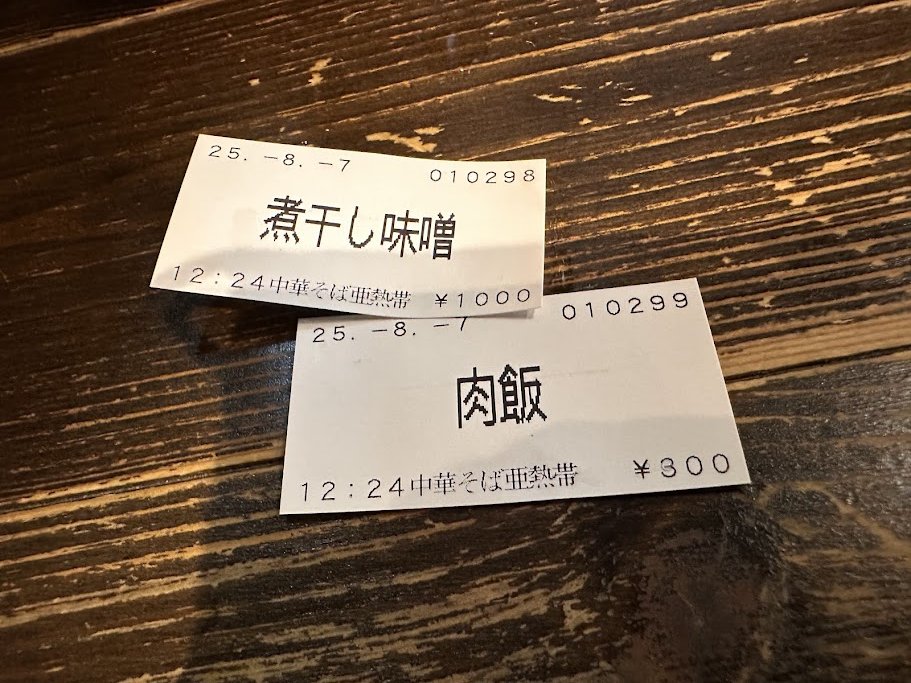 25.-8.-7 010298
煮干し味噌
12:24中華そば亜熱帯 ¥1000
25.-8.-7 010299
肉飯
12:24中華そば亜熱帯 ¥300